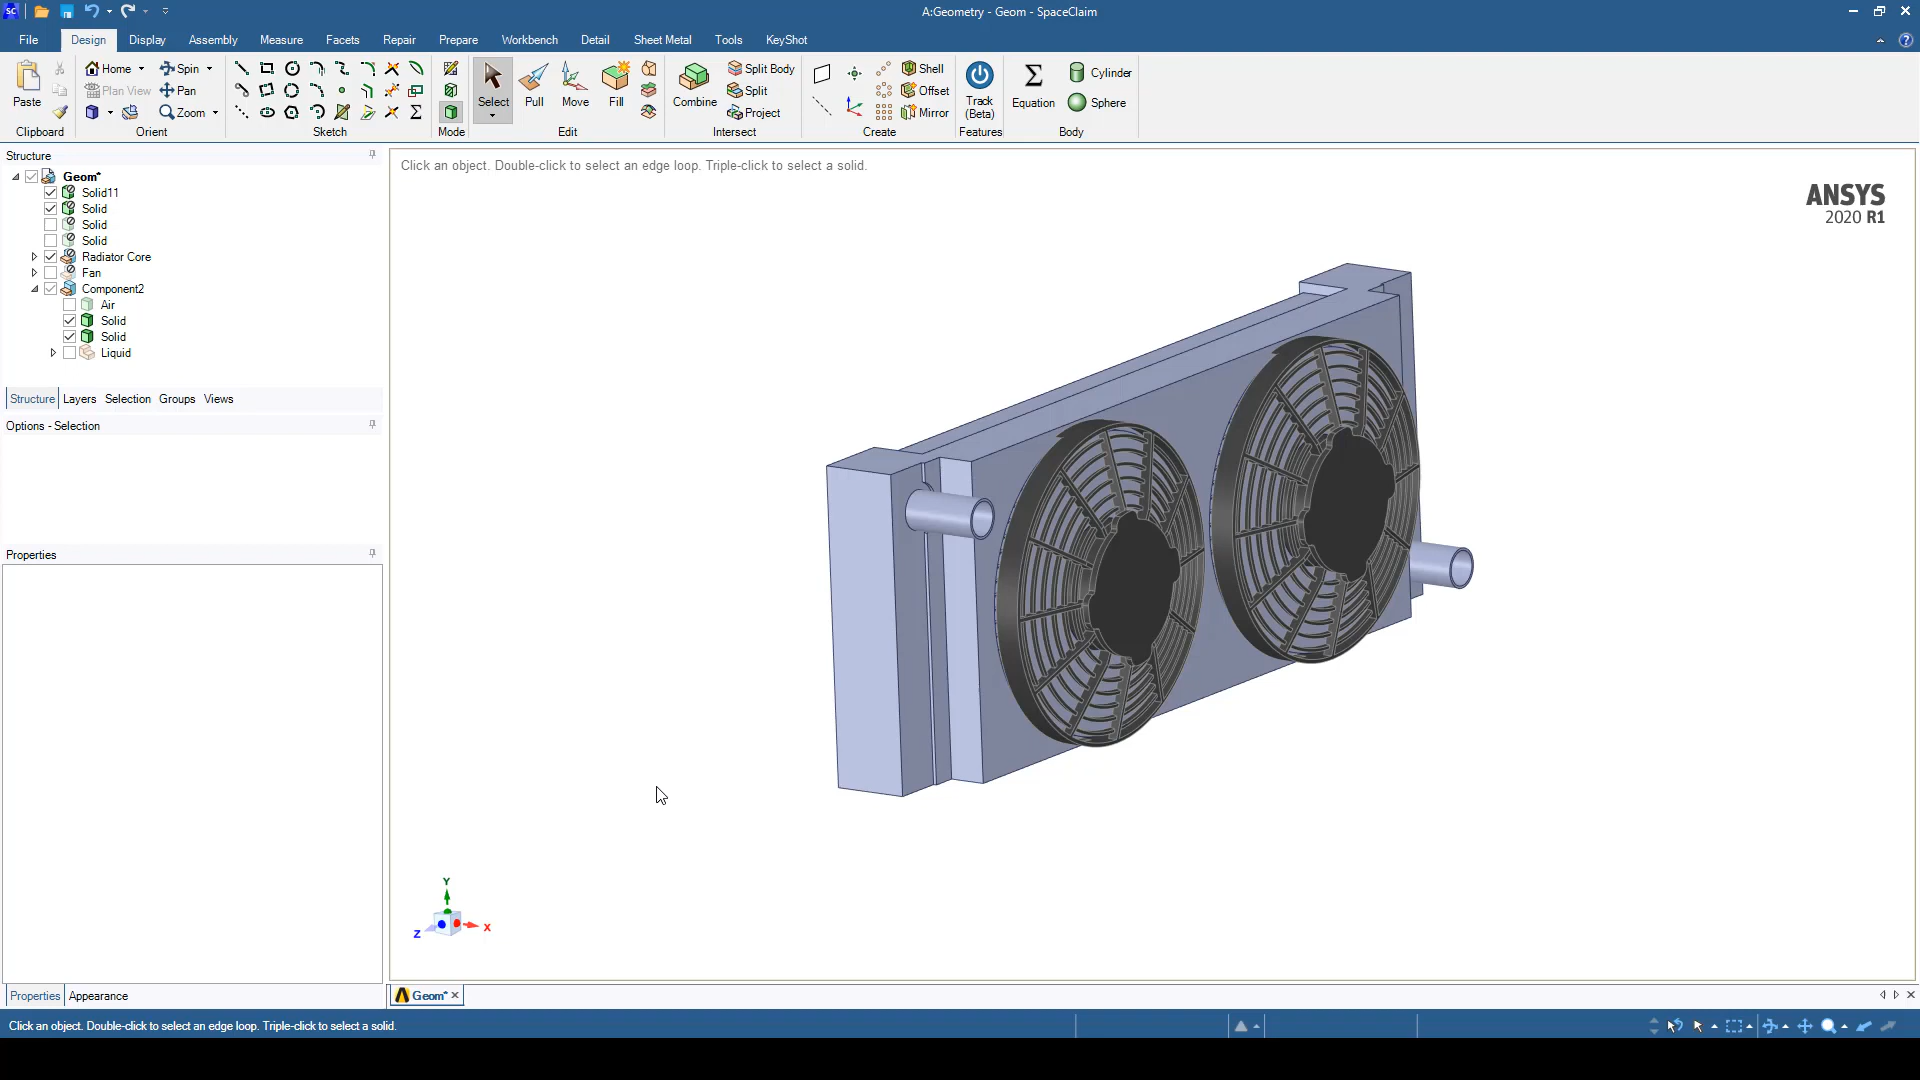 A:Geometry - Geom - SpaceClaim
File Design Display Assembly Measure Facets Repair Prepare Workbench Detail Sheet Metal Tools KeyShot
Home Spin
Plan View Pan
Zoom
Paste
Select Pull Move Fill
Combine
Split Body
Split
Project
Shell
Offset
Mirror
Track (Beta)
Equation
Cylinder
Sphere
Clipboard Orient Sketch Mode Edit Intersect Create Features Body
Structure
Geom*
Solid11
Solid
Solid
Solid
Radiator Core
Fan
Component2
Air
Solid
Solid
Liquid
Structure Layers Selection Groups Views
Options - Selection
Properties
Properties Appearance
Click an object. Double-click to select an edge loop. Triple-click to select a solid.
ANSYS
2020 R1
Y
Z
X
Geom*
Click an object. Double-click to select an edge loop. Triple-click to select a solid.